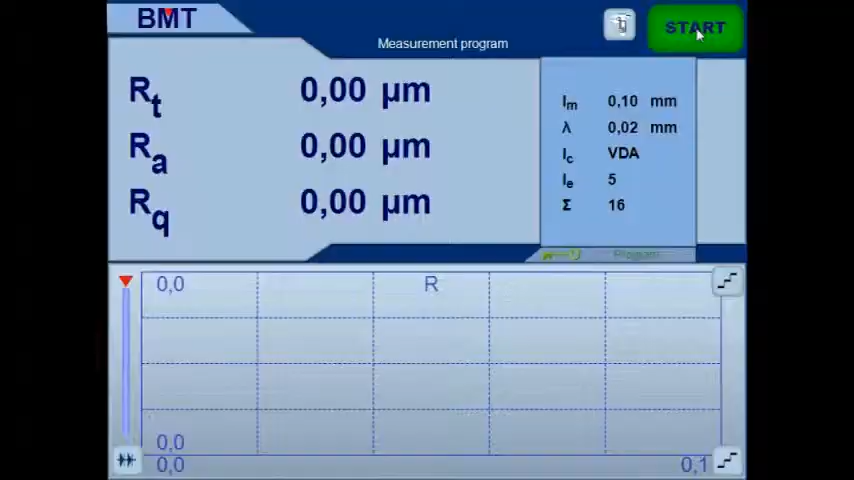 BMT
START
Measurement program
Rt 0,00 µm
Ra 0,00 µm
Rq 0,00 µm
lm 0,10 mm
λ 0,02 mm
lc VDA
le 5
Σ 16
Program
0,0 R
0,0
0,0 0,1